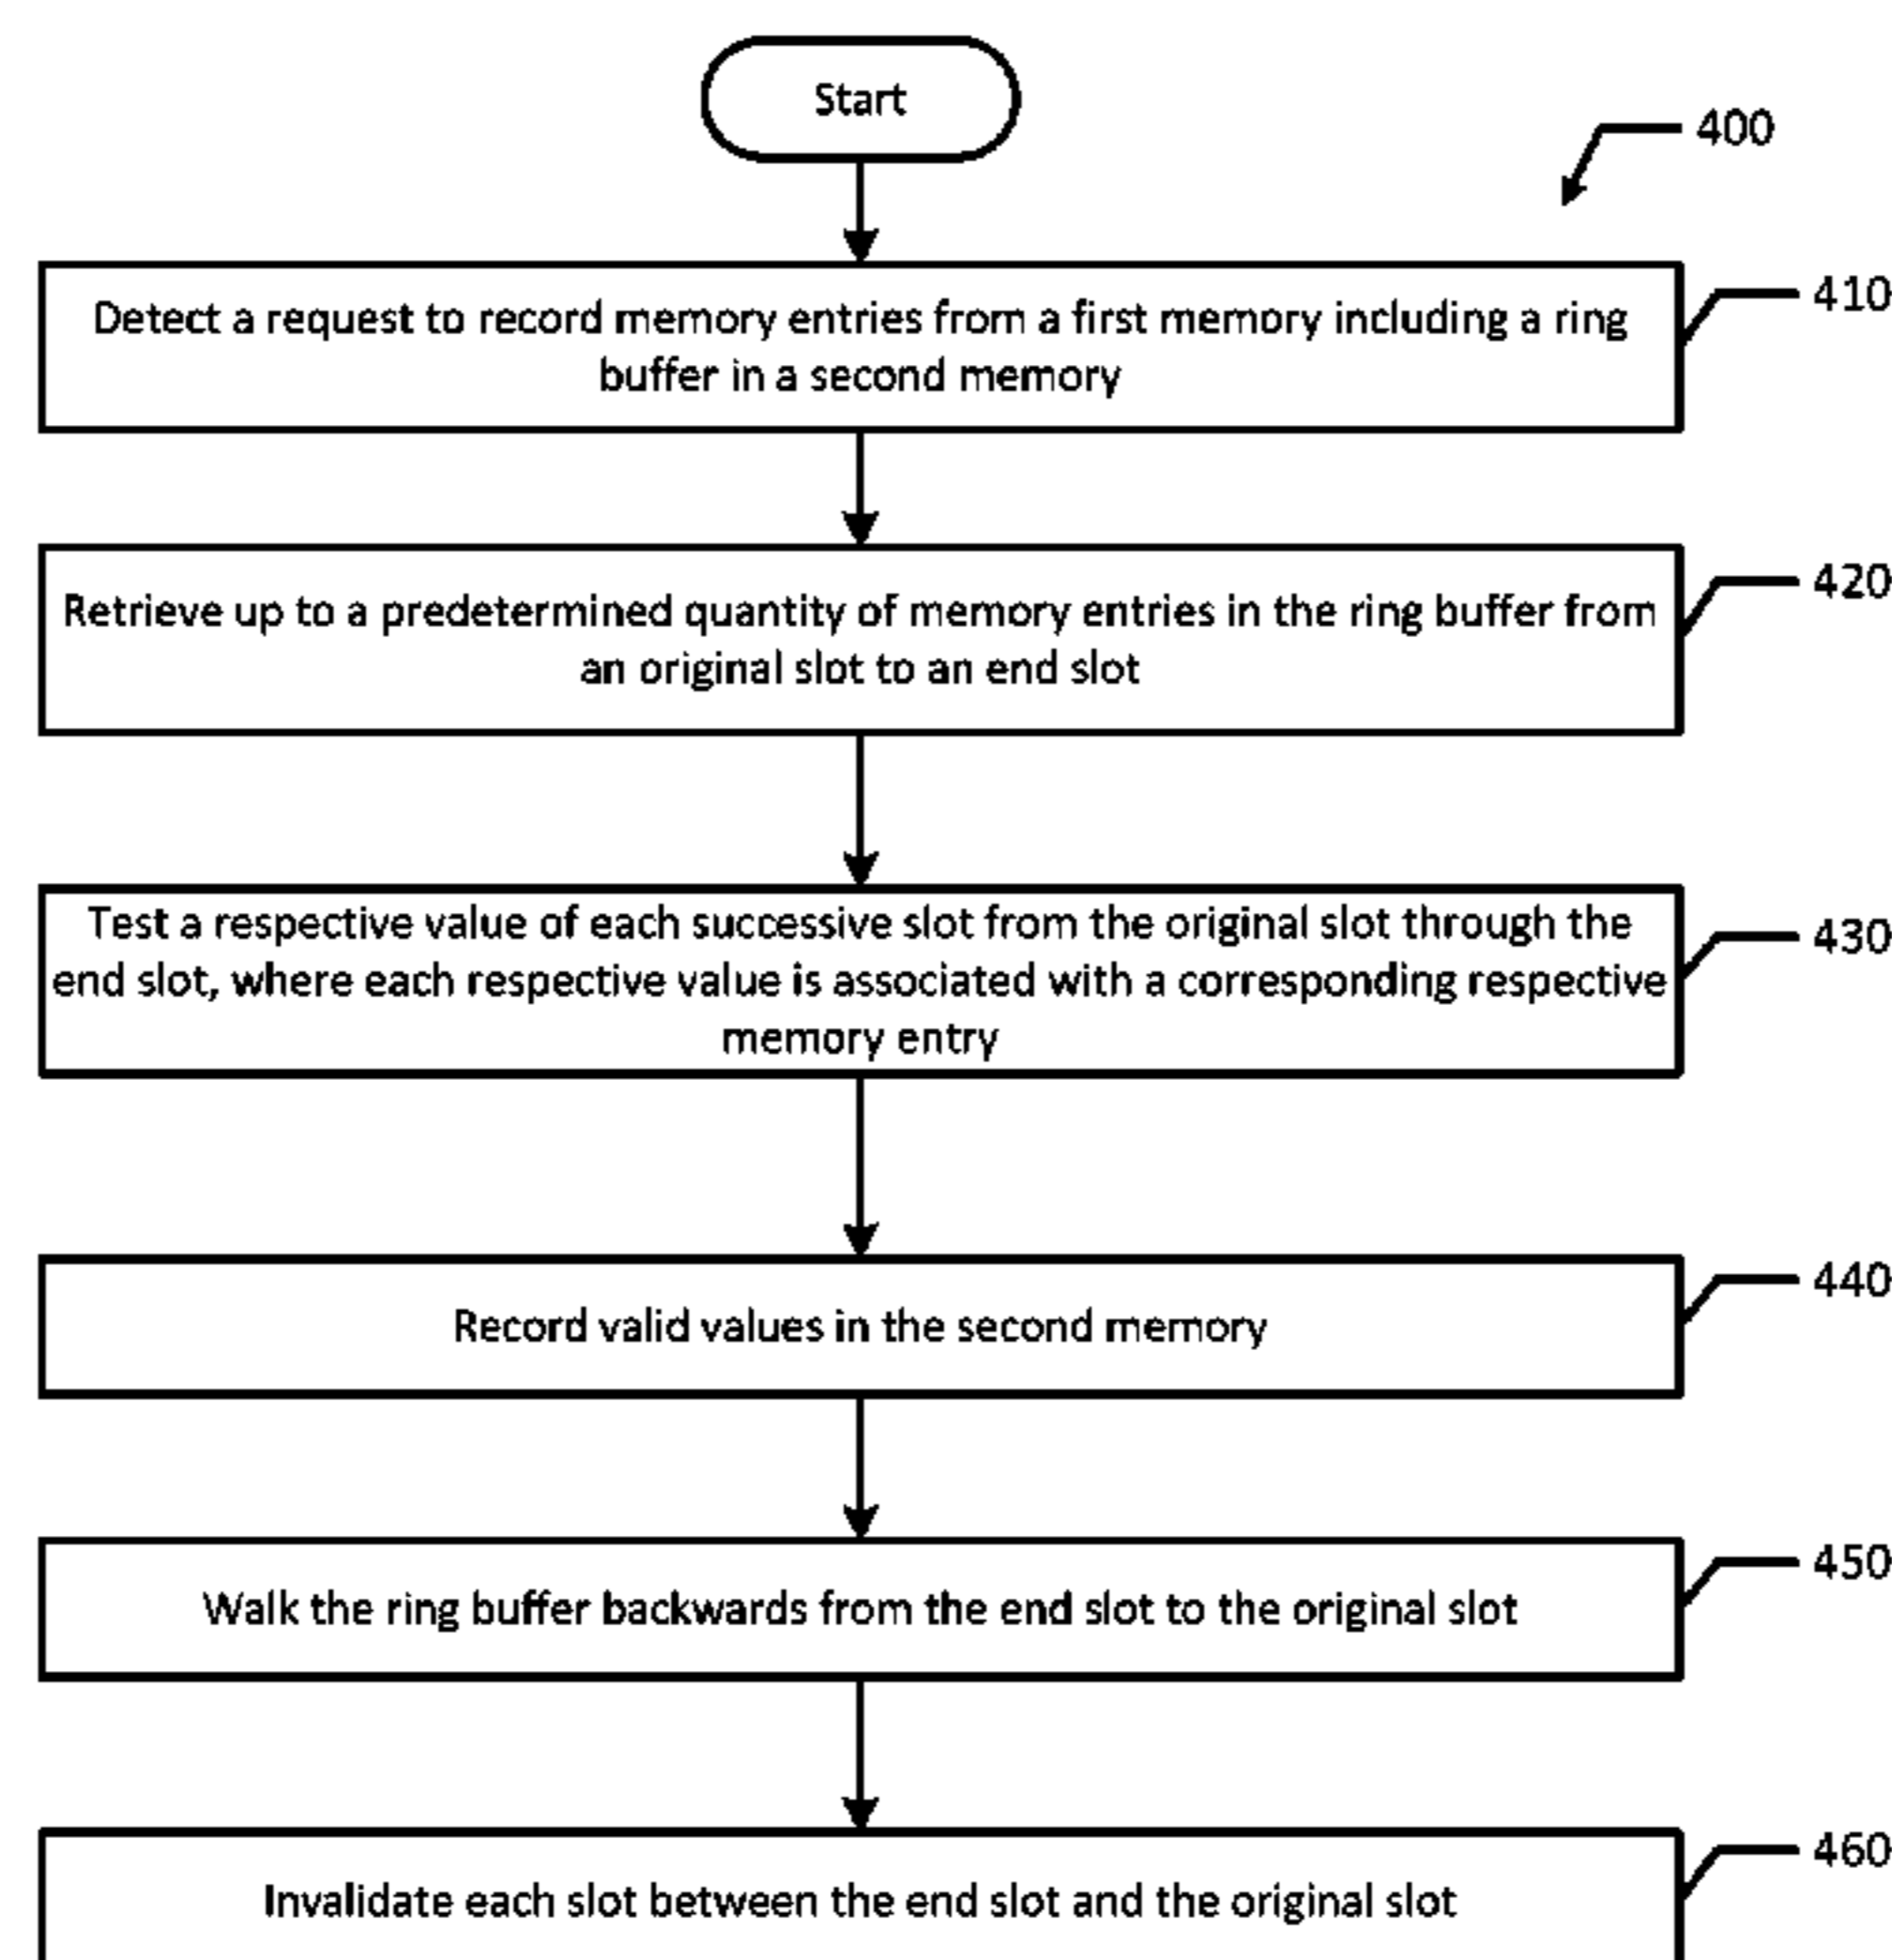 Start
400
Detect a request to record memory entries from a first memory including a ring
buffer in a second memory
410
Retrieve up to a predetermined quantity of memory entries in the ring buffer from
an original slot to an end slot
420
Test a respective value of each successive slot from the original slot through the
end slot, where each respective value is associated with a corresponding respective
memory entry
430
Record valid values in the second memory
440
Walk the ring buffer backwards from the end slot to the original slot
450
Invalidate each slot between the end slot and the original slot
460